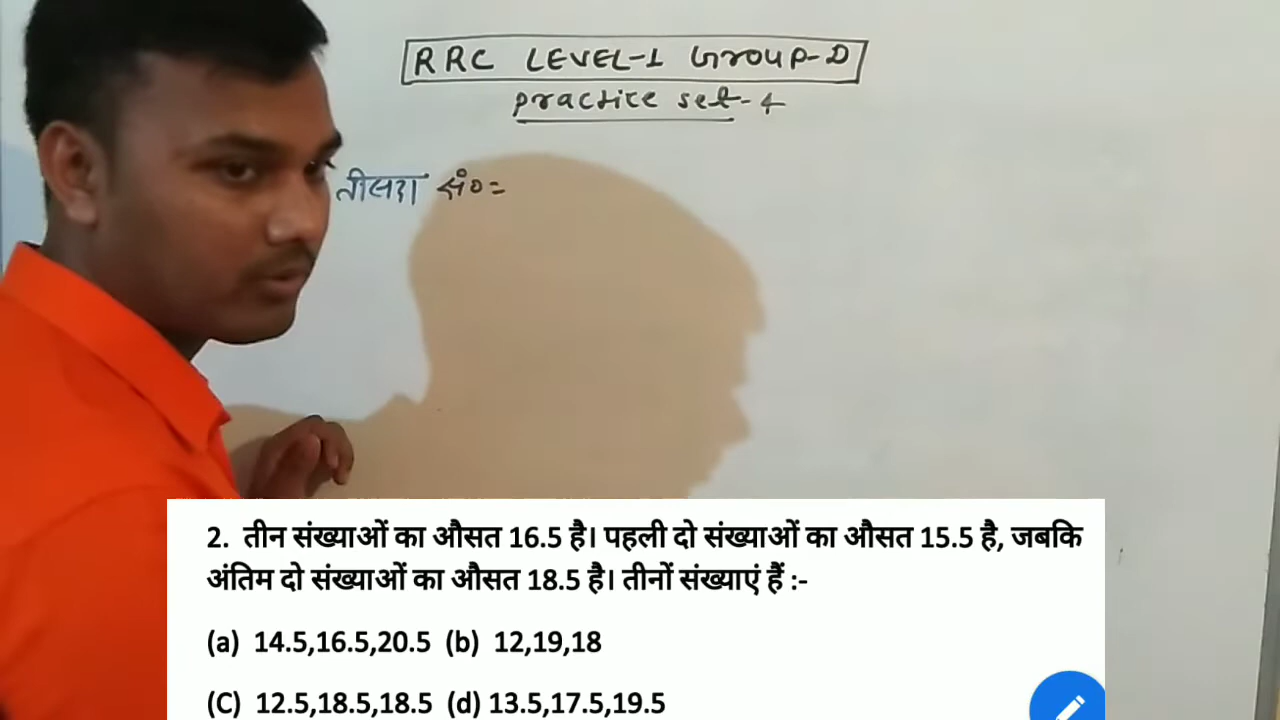 RRC LEVEL-1 GROUP-D
practice set-4
तीसरा सं०=
2. तीन संख्याओं का औसत 16.5 है। पहली दो संख्याओं का औसत 15.5 है, जबकि
अंतिम दो संख्याओं का औसत 18.5 है। तीनों संख्याएं हैं :-
(a) 14.5,16.5,20.5 (b) 12,19,18
(C) 12.5,18.5,18.5 (d) 13.5,17.5,19.5